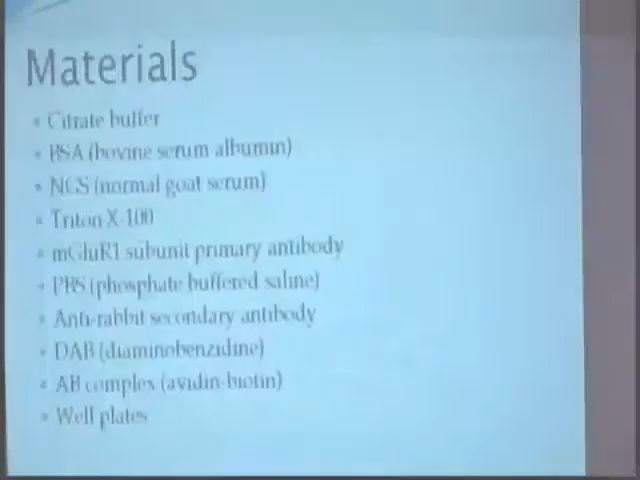 Materials
Citrate buffer
BSA (bovine serum albumin)
NGS (normal goat serum)
Triton X-100
mGluR1 subunit primary antibody
PBS (phosphate buffered saline)
Anti-rabbit secondary antibody
DAB (diaminobenzidine)
AB complex (avidin-biotin)
Well plates